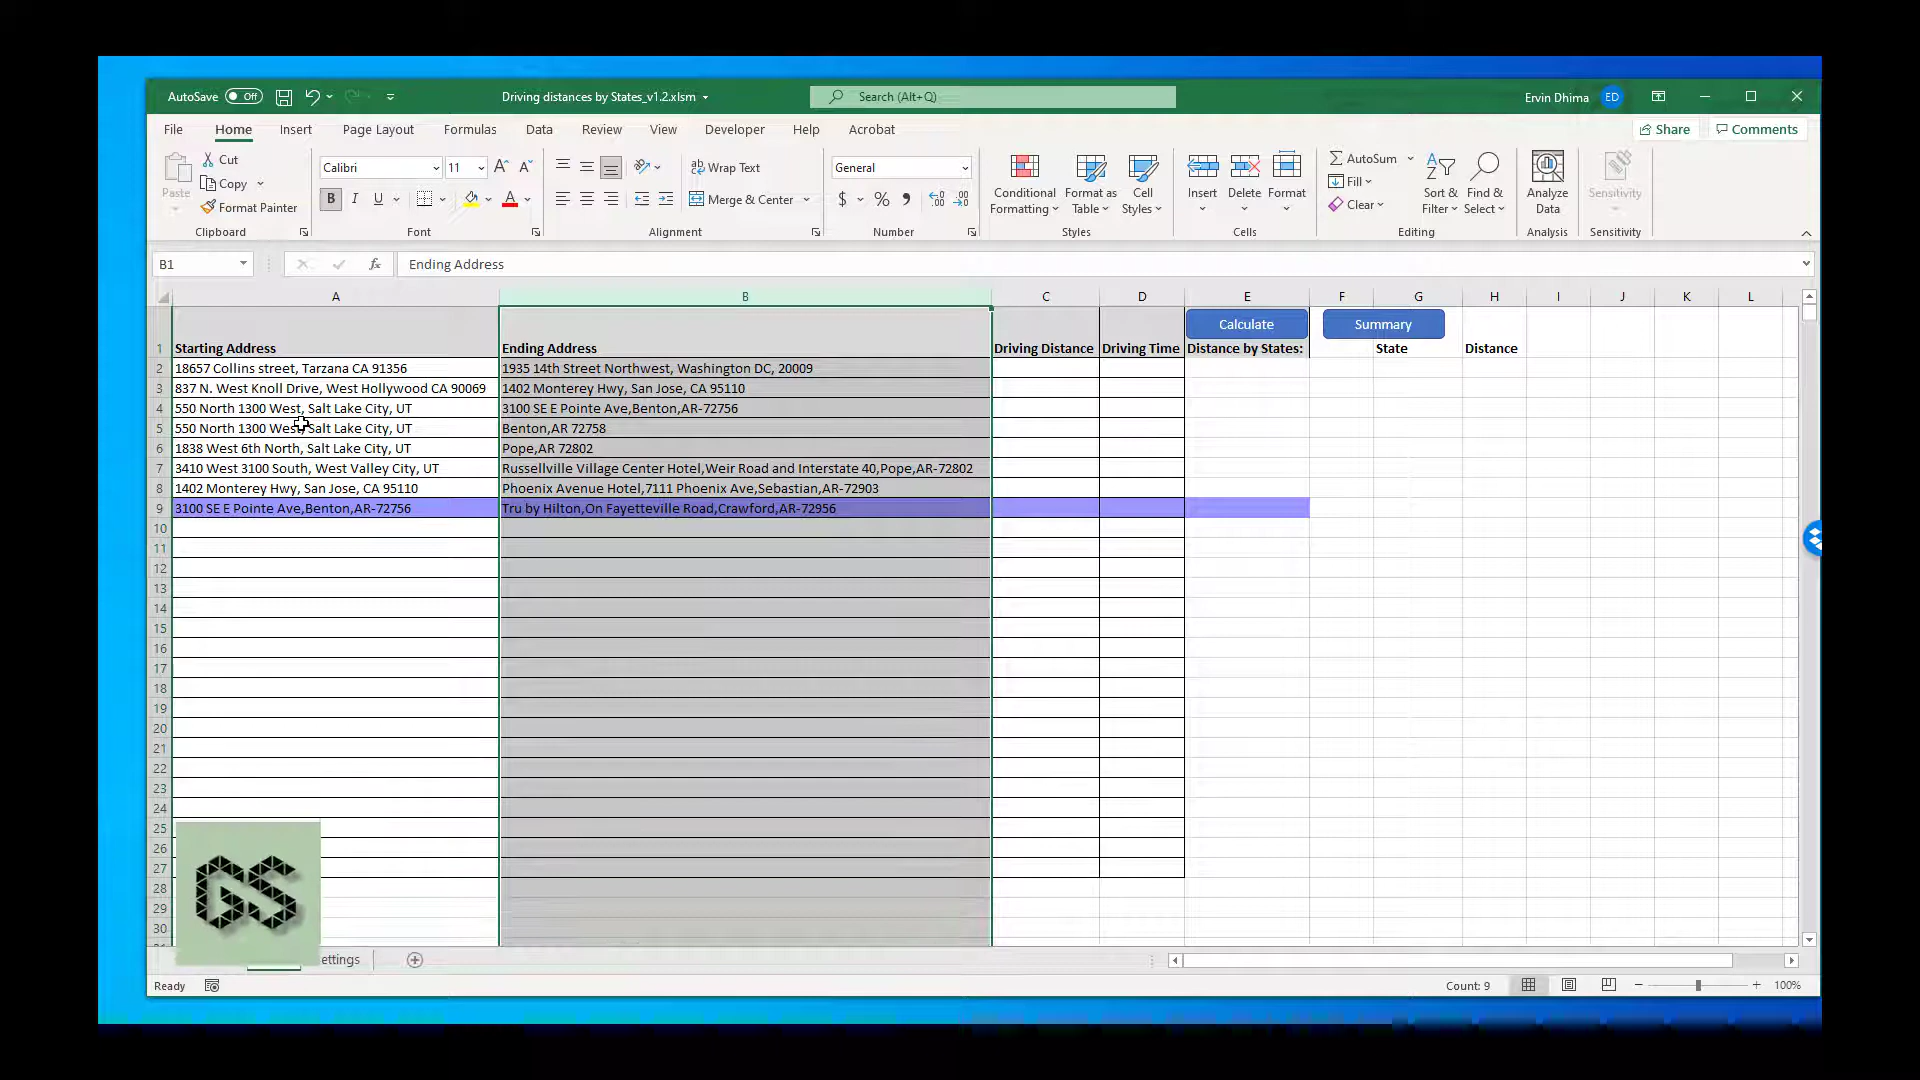 AutoSave Off Driving distances by States_v1.2.xlsm Search (Alt+Q) Ervin Dhima ED
File Home Insert Page Layout Formulas Data Review View Developer Help Acrobat Share Comments
Paste Cut Copy Format Painter Clipboard
Calibri 11 B I U A Font
ab Wrap Text Merge & Center Alignment
General $ % 9 Number
Conditional Formatting Format as Table Cell Styles Styles
Insert Delete Format Cells
AutoSum Fill Clear Sort & Filter Find & Select Editing
Analyze Data Analysis
Sensitivity Sensitivity
B1 fx Ending Address
A B C D E F G H I J K L
Calculate Summary
1 Starting Address Ending Address Driving Distance Driving Time Distance by States: State Distance
2 18657 Collins street, Tarzana CA 91356 1935 14th Street Northwest, Washington DC, 20009
3 837 N. West Knoll Drive, West Hollywood CA 90069 1402 Monterey Hwy, San Jose, CA 95110
4 550 North 1300 West, Salt Lake City, UT 3100 SE E Pointe Ave,Benton,AR-72756
5 550 North 1300 West, Salt Lake City, UT Benton,AR 72758
6 1838 West 6th North, Salt Lake City, UT Pope,AR 72802
7 3410 West 3100 South, West Valley City, UT Russellville Village Center Hotel,Weir Road and Interstate 40,Pope,AR-72802
8 1402 Monterey Hwy, San Jose, CA 95110 Phoenix Avenue Hotel,7111 Phoenix Ave,Sebastian,AR-72903
9 3100 SE E Pointe Ave,Benton,AR-72756 Tru by Hilton,On Fayetteville Road,Crawford,AR-72956
10
11
12
13
14
15
16
17
18
19
20
21
22
23
24
25
26
27
28
29
30
GS
ettings
Ready Count: 9 100%